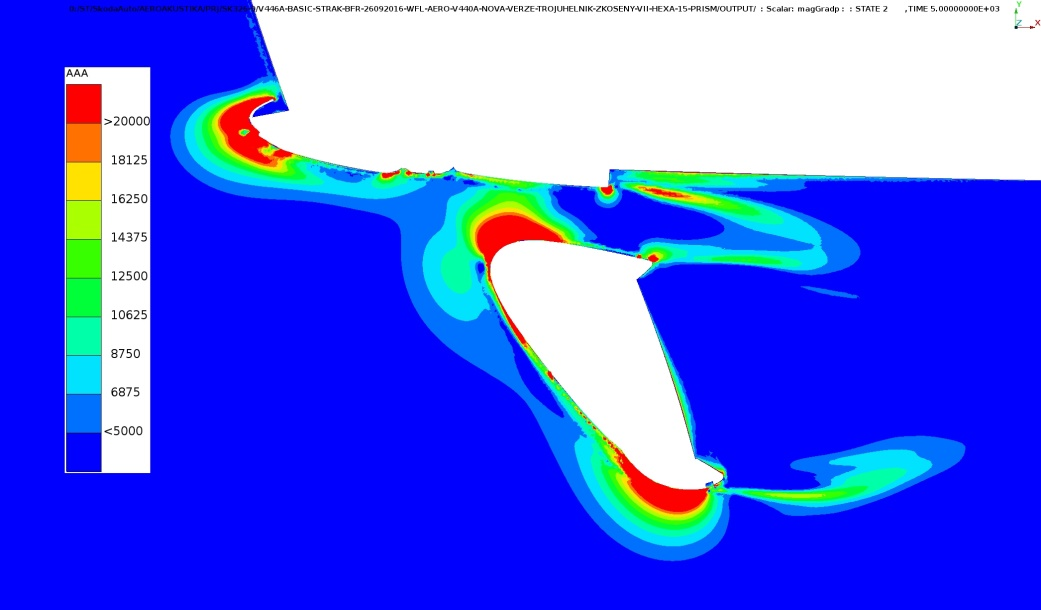 V446A-BASIC-STRAK-BFR-26092016-WFL-AERO-V440A-NOVA-VERZE-TROJUHELNIK-ZKOSENY-VII-HEXA-15-PRISM/OUTPUT/ : Scalar: magGradp : : STATE 2 ,TIME 5.00000000E+03
Y
X
Z
AAA
>20000
18125
16250
14375
12500
10625
8750
6875
<5000